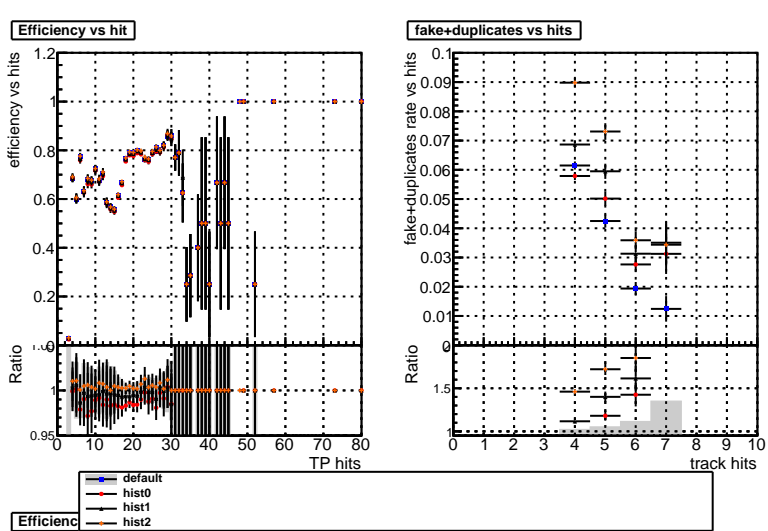 Efficiency vs hit
efficiency vs hits
1.2
1
0.8
0.6
0.4
0.2
0
Ratio
1
0.95
0 10 20 30 40 50 60 70 80
TP hits
fake+duplicates vs hits
fake+duplicates rate vs hits
0.1
0.09
0.08
0.07
0.06
0.05
0.04
0.03
0.02
0.01
0
Ratio
1.5
1
0 1 2 3 4 5 6 7 8 9 10
track hits
default
hist0
hist1
hist2
Efficienc